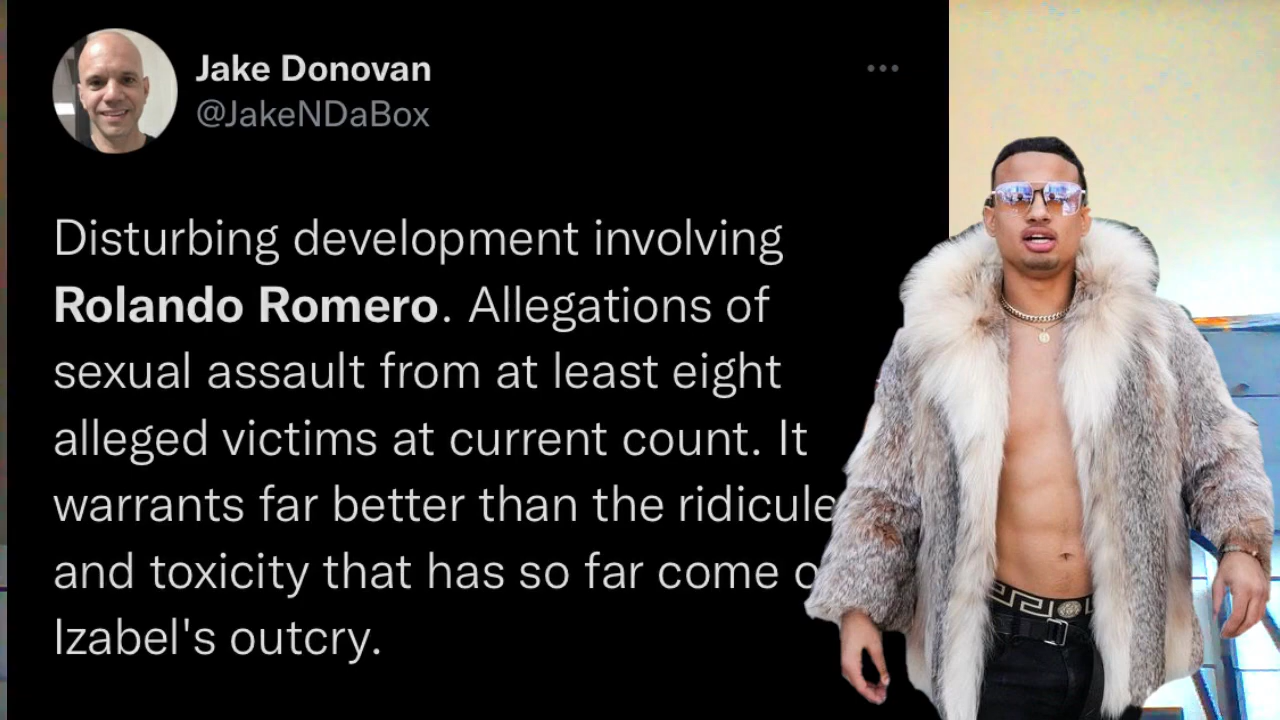 Jake Donovan
@JakeNDaBox
Disturbing development involving
Rolando Romero. Allegations of
sexual assault from at least eight
alleged victims at current count. It
warrants far better than the ridicule
and toxicity that has so far come
Izabel's outcry.